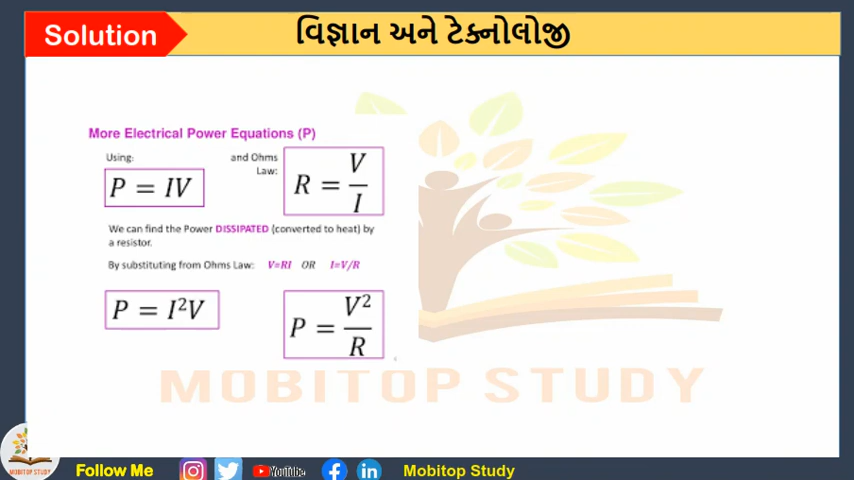 Solution
વિજ્ઞાન અને ટેક્નોલોજી
More Electrical Power Equations (P)
Using:
P = IV
and Ohms
Law:
R = V/I
We can find the Power DISSIPATED (converted to heat) by
a resistor.
By substituting from Ohms Law: V=RI OR I=V/R
P = I²V
P = V²/R
MOBITOP STUDY
MOBITOP STUDY
Follow Me
YouTube
Mobitop Study